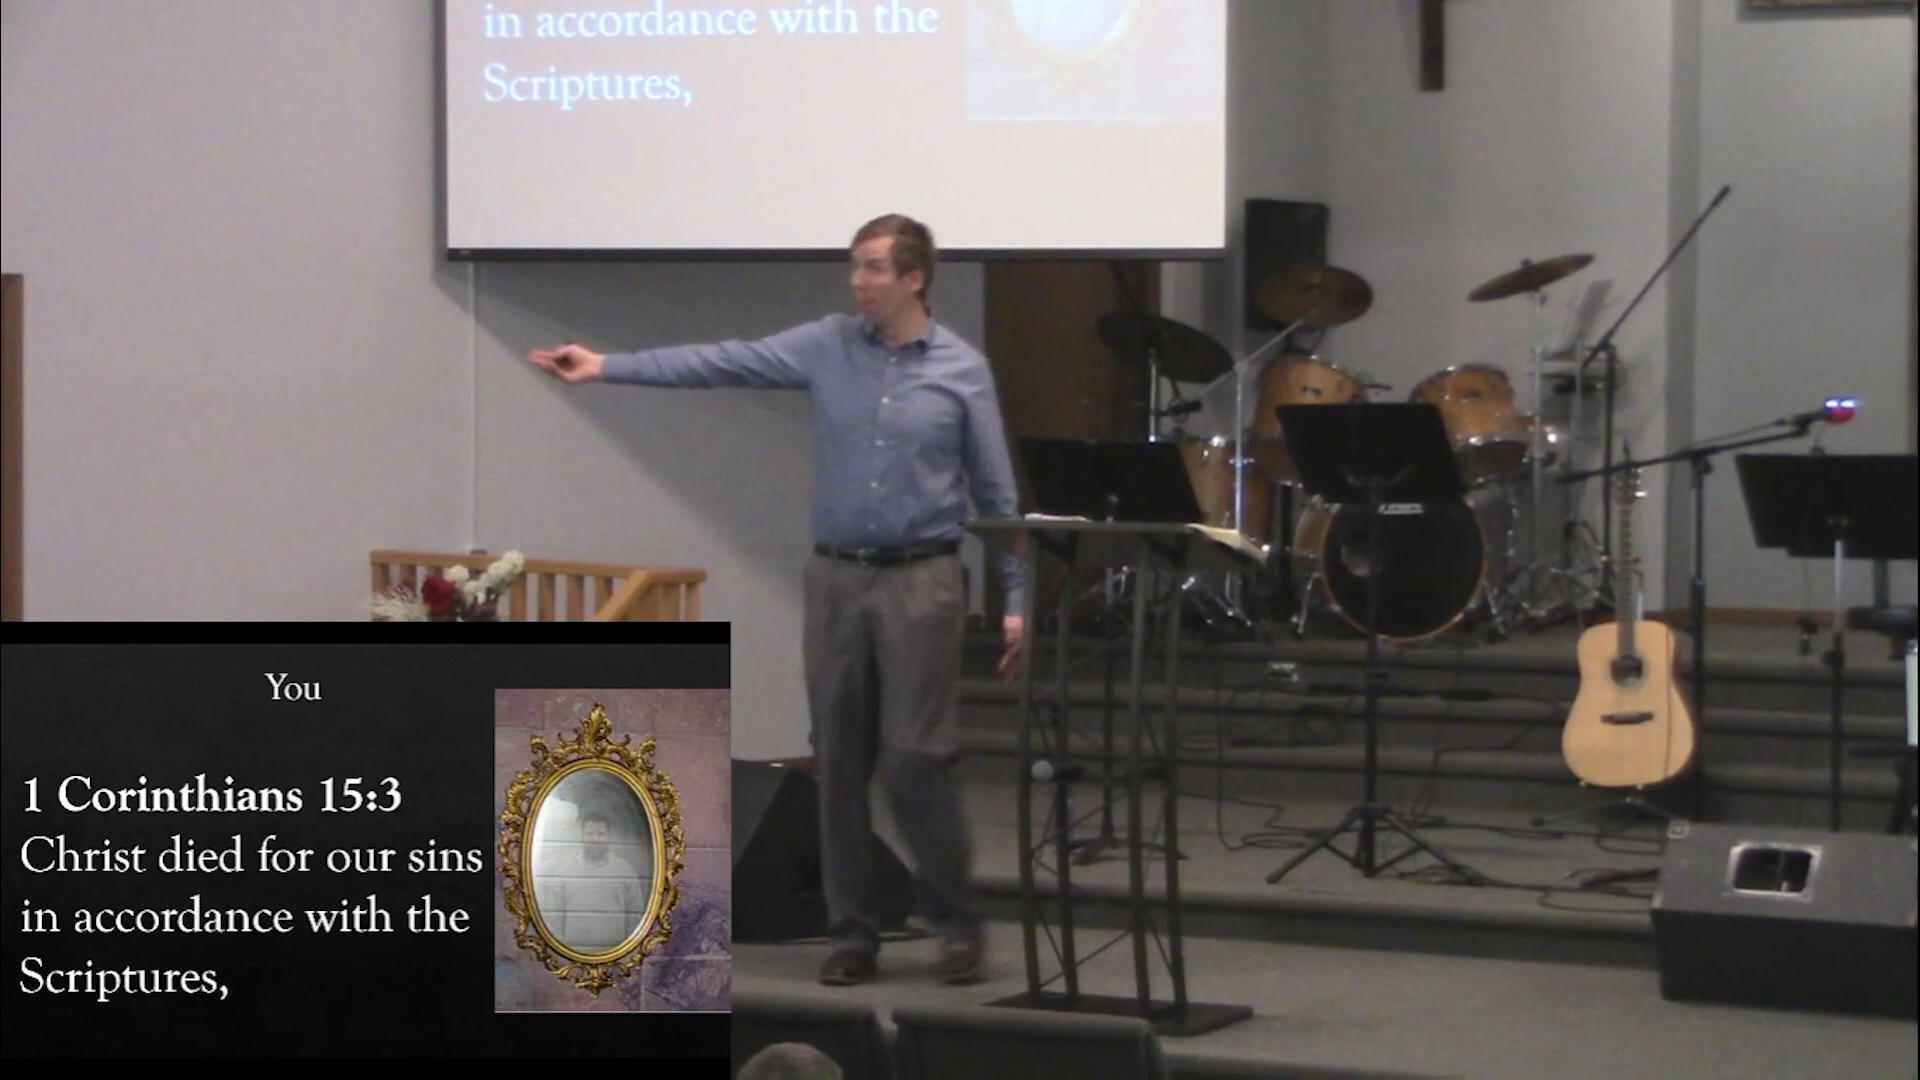 in accordance with the
Scriptures,
You
1 Corinthians 15:3
Christ died for our sins
in accordance with the
Scriptures,